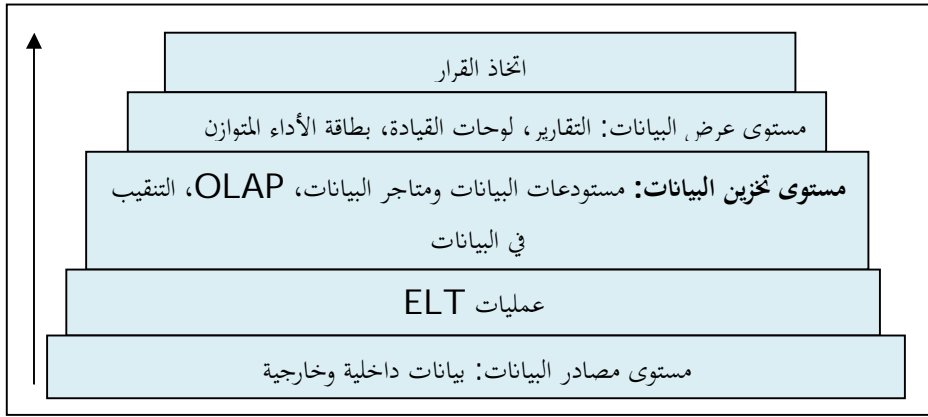 اتخاذ القرار
مستوى عرض البيانات: التقارير، لوحات القيادة، بطاقة الأداء المتوازن
مستوى تخزين البيانات: مستودعات البيانات ومتاجر البيانات، OLAP، التنقيب
في البيانات
عمليات ELT
مستوى مصادر البيانات: بيانات داخلية وخارجية